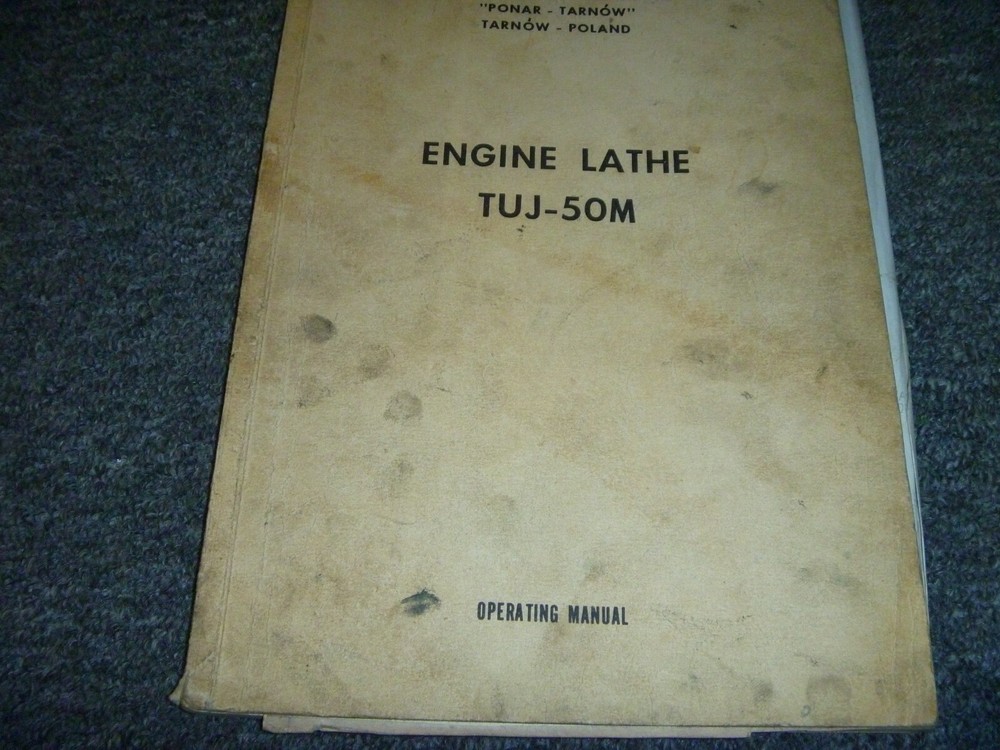 "PONAR - TARNÓW"
TARNÓW - POLAND
ENGINE LATHE
TUJ-50M
OPERATING MANUAL